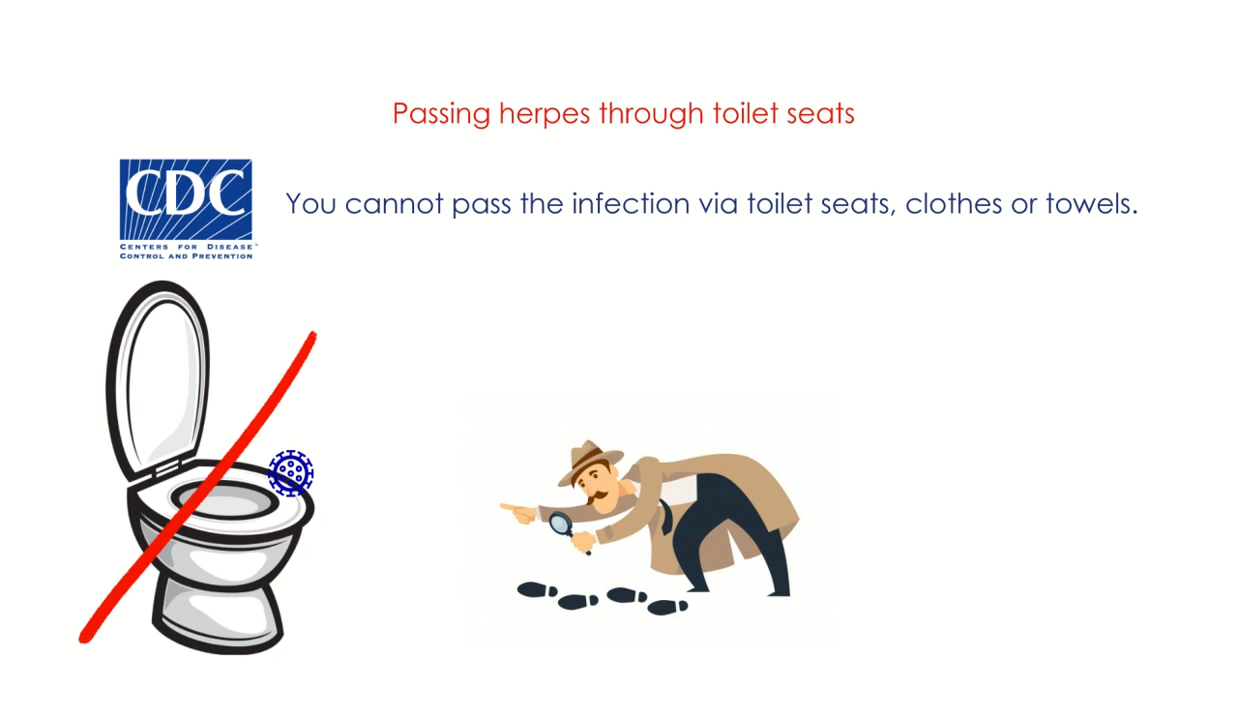 Passing herpes through toilet seats
CDC
CENTERS FOR DISEASE™
CONTROL AND PREVENTION
You cannot pass the infection via toilet seats, clothes or towels.